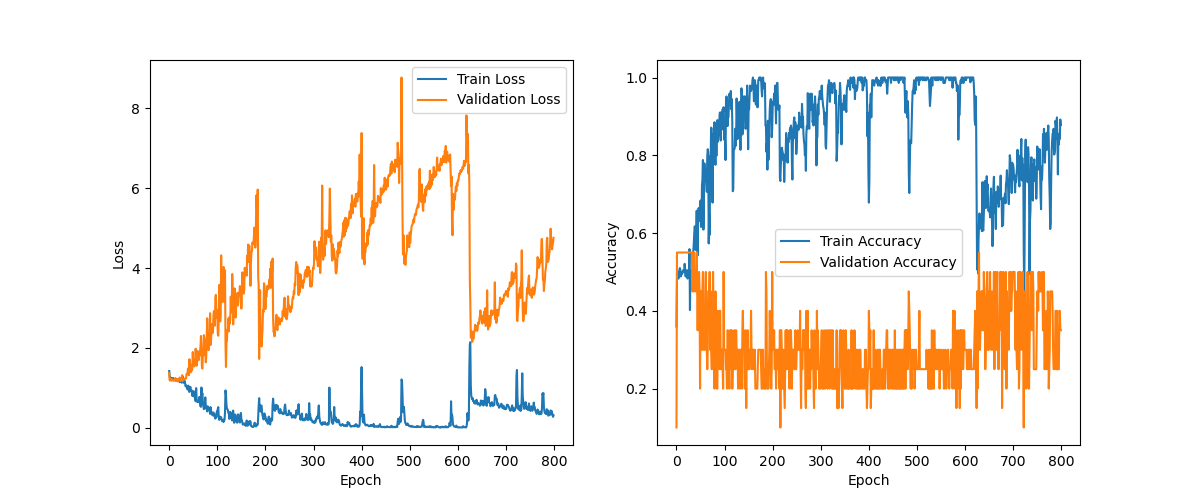 Train Loss
Validation Loss
8
6
4
2
0
Loss
0 100 200 300 400 500 600 700 800
Epoch
1.0
0.8
0.6
0.4
0.2
Accuracy
Train Accuracy
Validation Accuracy
0 100 200 300 400 500 600 700 800
Epoch